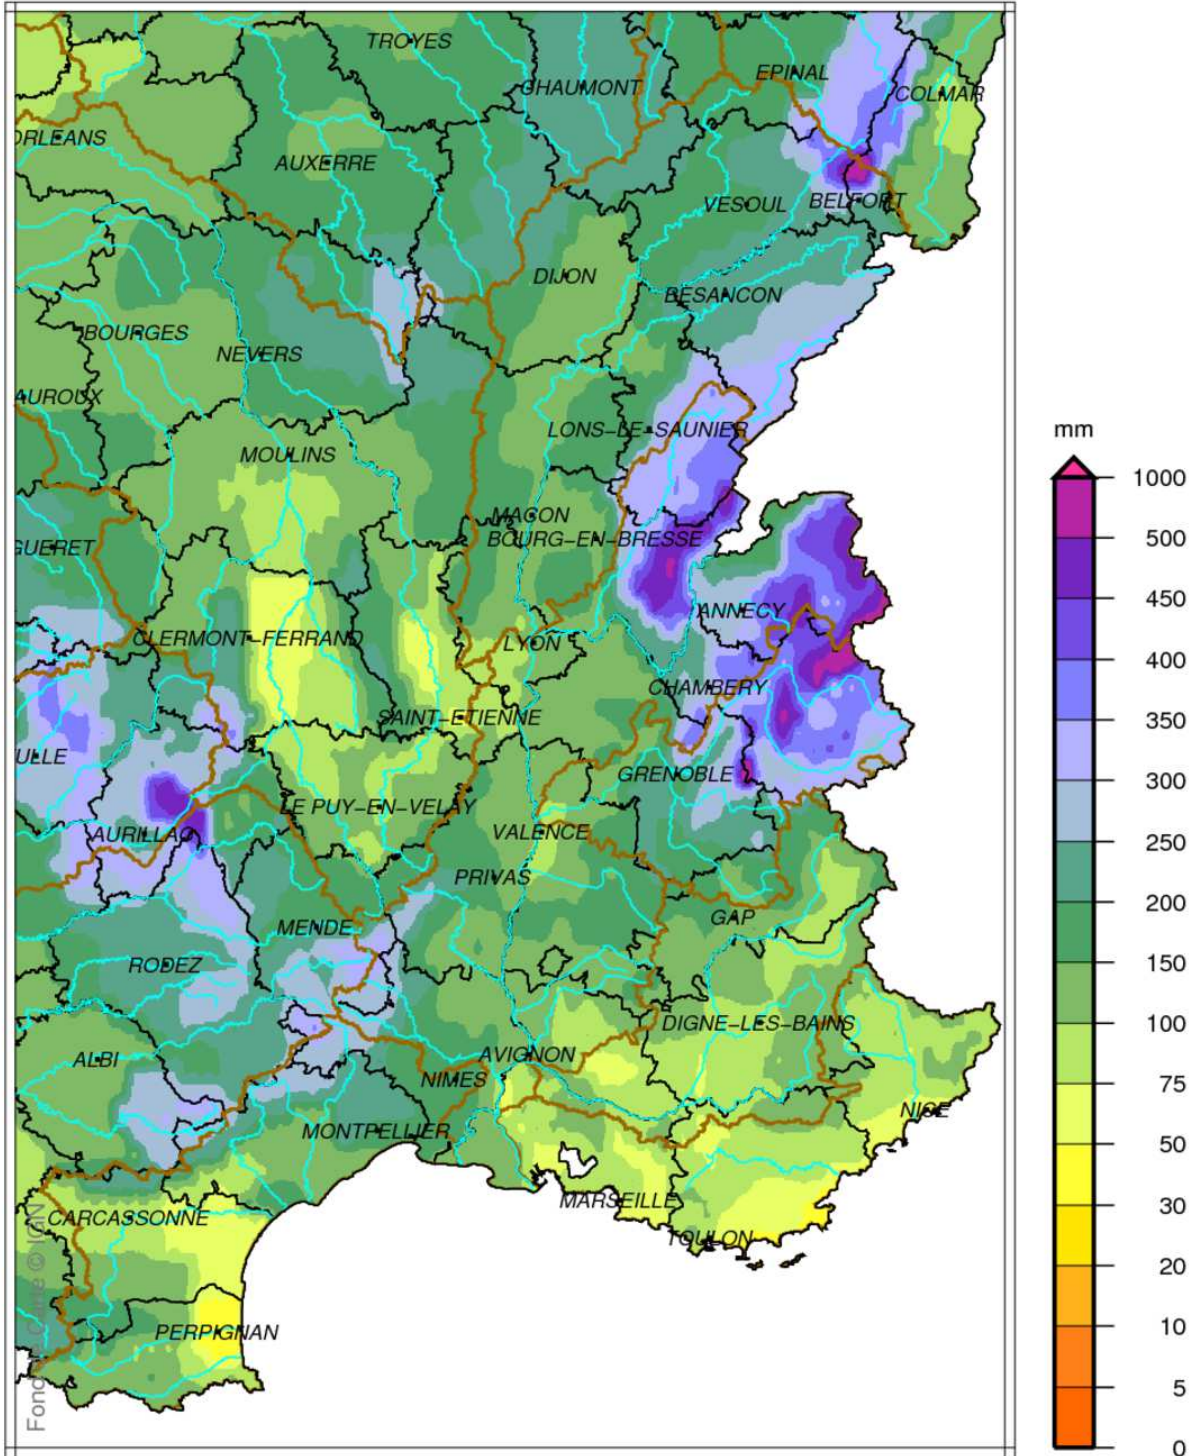 TROYES
EPINAL
CHAUMONT
COLMAR
ORLEANS
AUXERRE
VESOUL
BELFORT
DIJON
BESANCON
BOURGES
NEVERS
AUROUX
LONS-LE-SAUNIER
mm
MOULINS
1000
MACON
500
BOURG-EN-BRESSE
GUERET
450
ANNECY
CLERMONT-FERRAND
LYON
400
CHAMBERY
SAINT-ETIENNE
350
ULLE
GRENOBLE
300
LE PUY-EN-VELAY
AURILLAC
VALENCE
250
PRIVAS
200
GAP
MENDE
RODEZ
150
DIGNE-LES-BAINS
100
AVIGNON
ALBI
NIMES
75
NICE
MONTPELLIER
50
MARSEILLE
30
CARCASSONNE
TOULON
20
PERPIGNAN
10
5
0